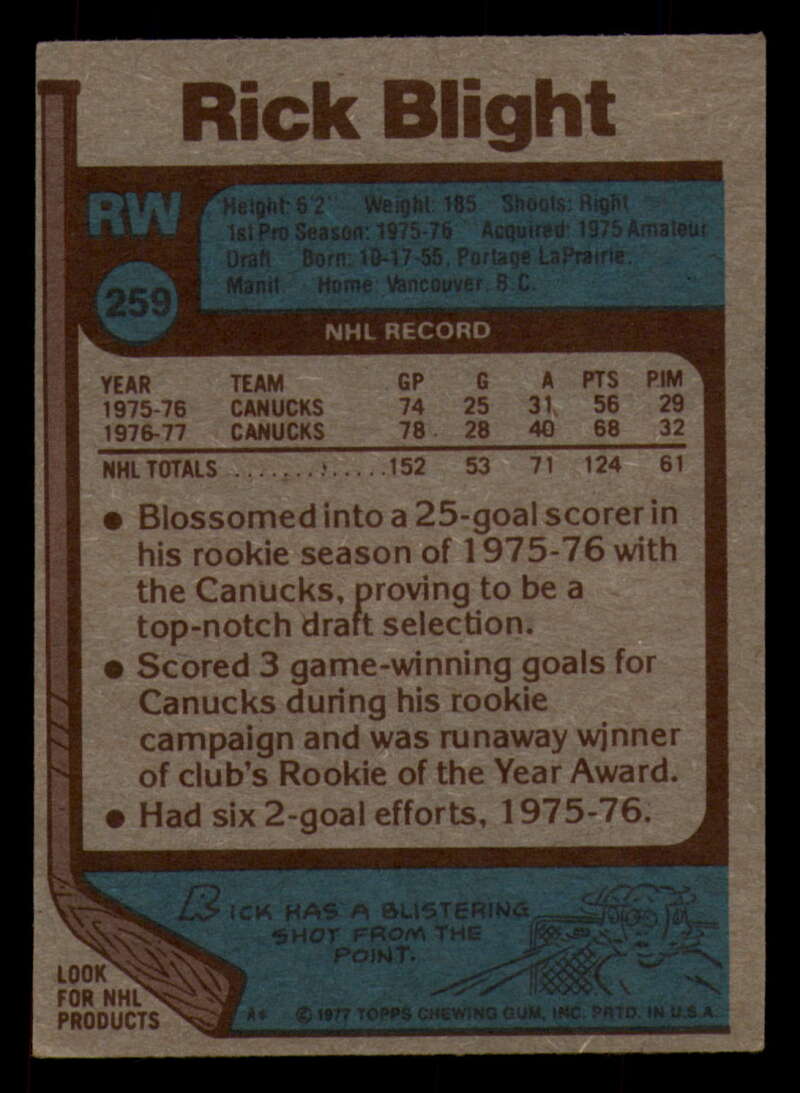 Rick Blight
RW
Height: 6'2" Weight: 185 Shoots: Right
1st Pro Season: 1975-76 Acquired: 1975 Amateur
Draft Born: 10-17-55, Portage LaPrairie,
Manit Home: Vancouver, B.C.
259
NHL RECORD
YEAR TEAM GP G A PTS PIM
1975-76 CANUCKS 74 25 31 56 29
1976-77 CANUCKS 78 28 40 68 32
NHL TOTALS ............152 53 71 124 61
● Blossomed into a 25-goal scorer in
his rookie season of 1975-76 with
the Canucks, proving to be a
top-notch draft selection.
● Scored 3 game-winning goals for
Canucks during his rookie
campaign and was runaway winner
of club's Rookie of the Year Award.
● Had six 2-goal efforts, 1975-76.
RICK HAS A BLISTERING
SHOT FROM THE
POINT.
LOOK
FOR NHL
PRODUCTS
© 1977 TOPPS CHEWING GUM, INC. PRTD. IN U.S.A.